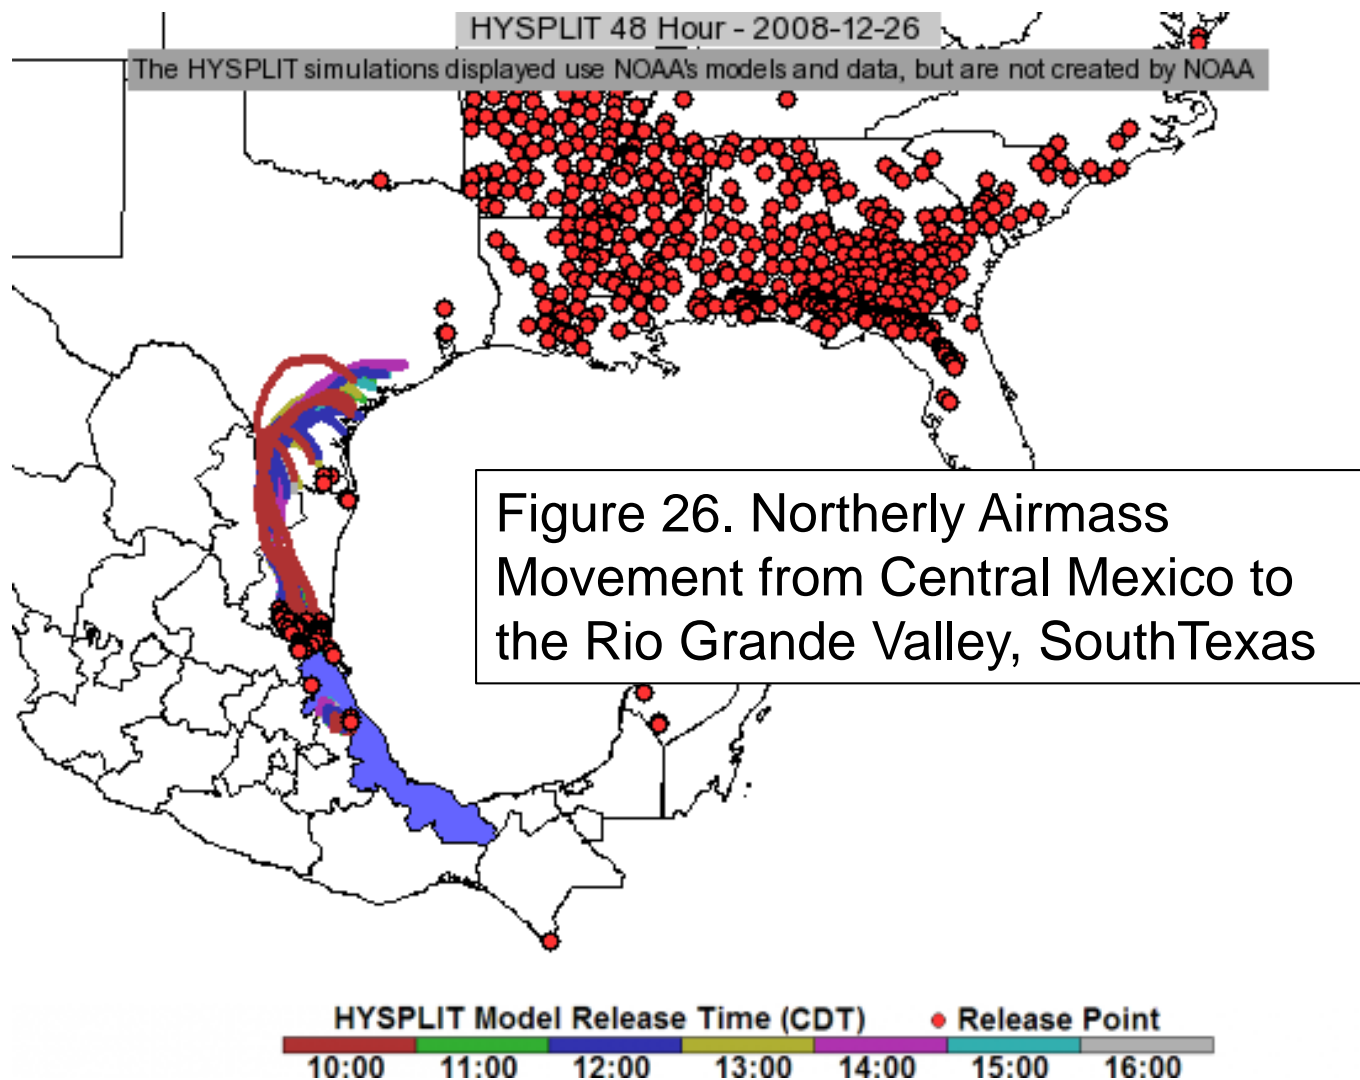 HYSPLIT 48 Hour - 2008-12-26
The HYSPLIT simulations displayed use NOAA's models and data, but are not created by NOAA
Figure 26. Northerly Airmass
Movement from Central Mexico to
the Rio Grande Valley, SouthTexas
HYSPLIT Model Release Time (CDT) Release Point
10:00 11:00 12:00 13:00 14:00 15:00 16:00